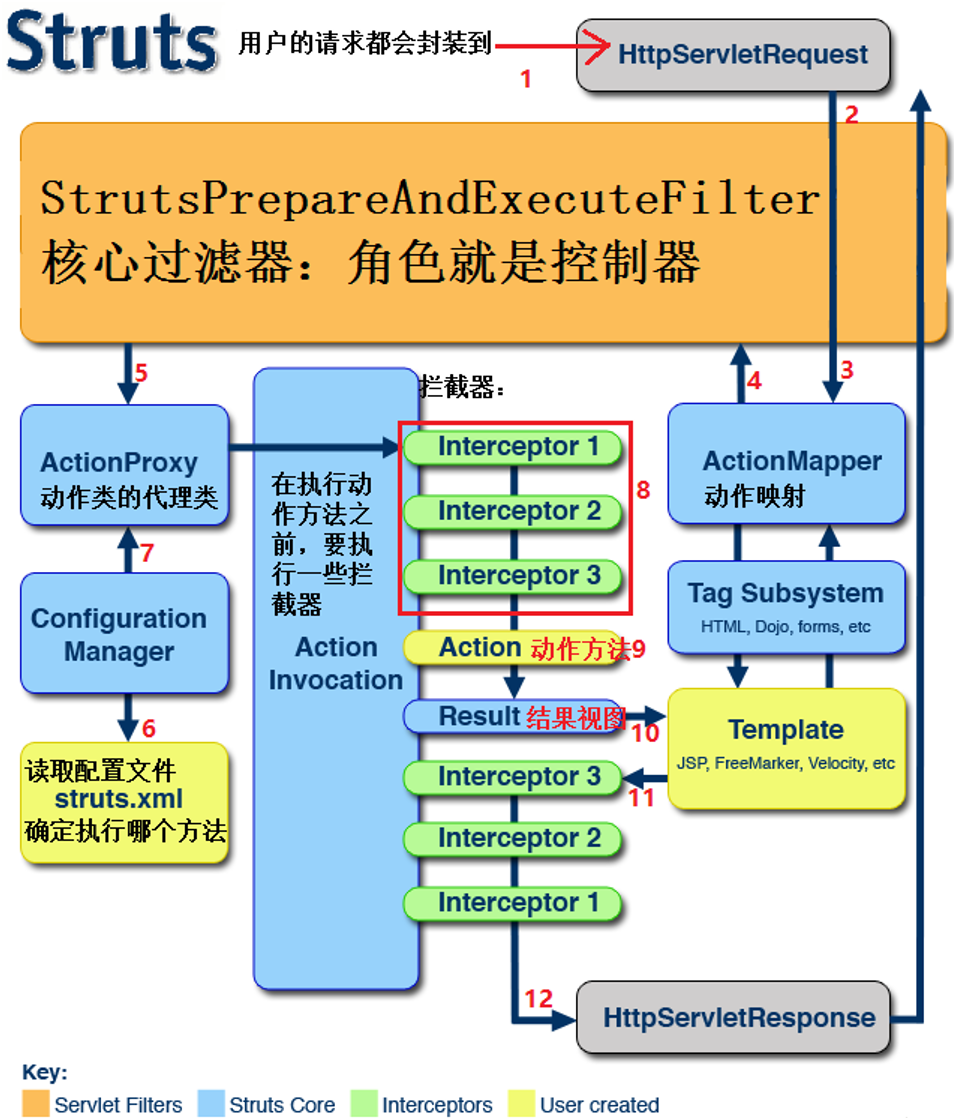 Struts
用户的请求都会封装到
1
HttpServletRequest
2
StrutsPrepareAndExecuteFilter
核心过滤器：角色就是控制器
5
4
3
拦截器：
ActionProxy
动作类的代理类
7
Configuration
Manager
6
读取配置文件
struts.xml
确定执行哪个方法
在执行动
作方法之
前，要执
行一些拦
截器
Action
Invocation
Interceptor 1
Interceptor 2
Interceptor 3
8
Action 动作方法9
Result 结果视图
10
11
Interceptor 3
Interceptor 2
Interceptor 1
ActionMapper
动作映射
Tag Subsystem
HTML, Dojo, forms, etc
Template
JSP, FreeMarker, Velocity, etc
12
HttpServletResponse
Key:
Servlet Filters
Struts Core
Interceptors
User created